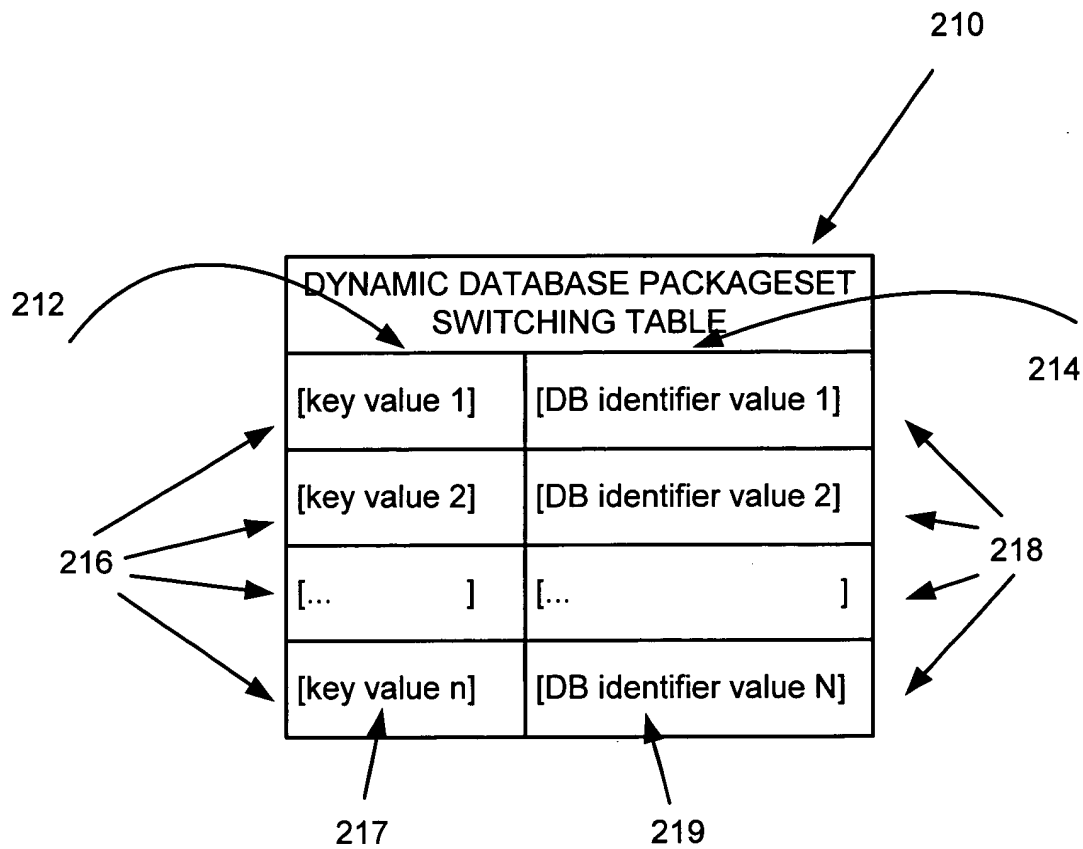 210
DYNAMIC DATABASE PACKAGESET
SWITCHING TABLE
212
214
[key value 1] [DB identifier value 1]
[key value 2] [DB identifier value 2]
216
218
[... ] [... ]
[key value n] [DB identifier value N]
217
219